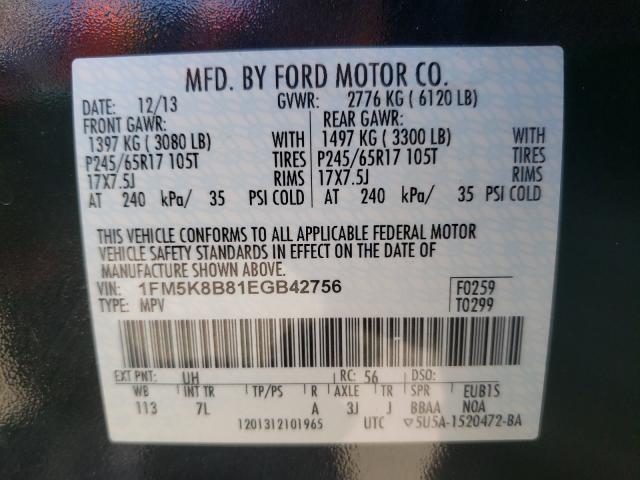 MFD. BY FORD MOTOR CO.
DATE: 12/13 GVWR: 2776 KG ( 6120 LB)
FRONT GAWR: REAR GAWR:
1397 KG ( 3080 LB) WITH 1497 KG ( 3300 LB) WITH
P245/65R17 105T TIRES P245/65R17 105T TIRES
17X7.5J RIMS 17X7.5J RIMS
AT 240 kPa/ 35 PSI COLD AT 240 kPa/ 35 PSI COLD
THIS VEHICLE CONFORMS TO ALL APPLICABLE FEDERAL MOTOR
VEHICLE SAFETY STANDARDS IN EFFECT ON THE DATE OF
MANUFACTURE SHOWN ABOVE.
VIN: 1FM5K8B81EGB42756 F0259
TYPE: MPV T0299
EXT PNT: UH RC: 56 DSO:
WB INT TR TP/PS R AXLE TR SPR EUB1S
113 7L A 3J J BBAA NOA
1201312101965 UTC ▽5U5A-1520472-BA